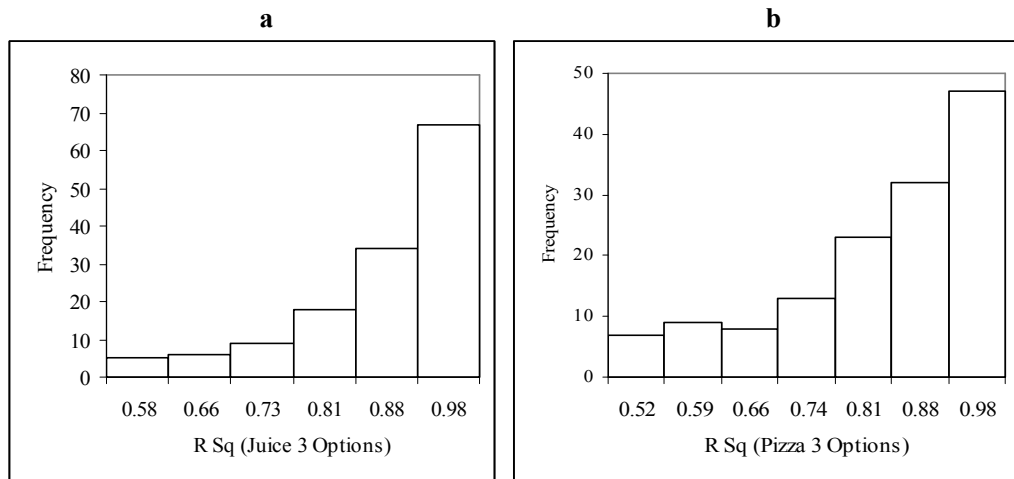 a
80
70
60
50
40
30
20
10
0
Frequency
0.58 0.66 0.73 0.81 0.88 0.98
R Sq (Juice 3 Options)
b
50
40
30
20
10
0
Frequency
0.52 0.59 0.66 0.74 0.81 0.88 0.98
R Sq (Pizza 3 Options)